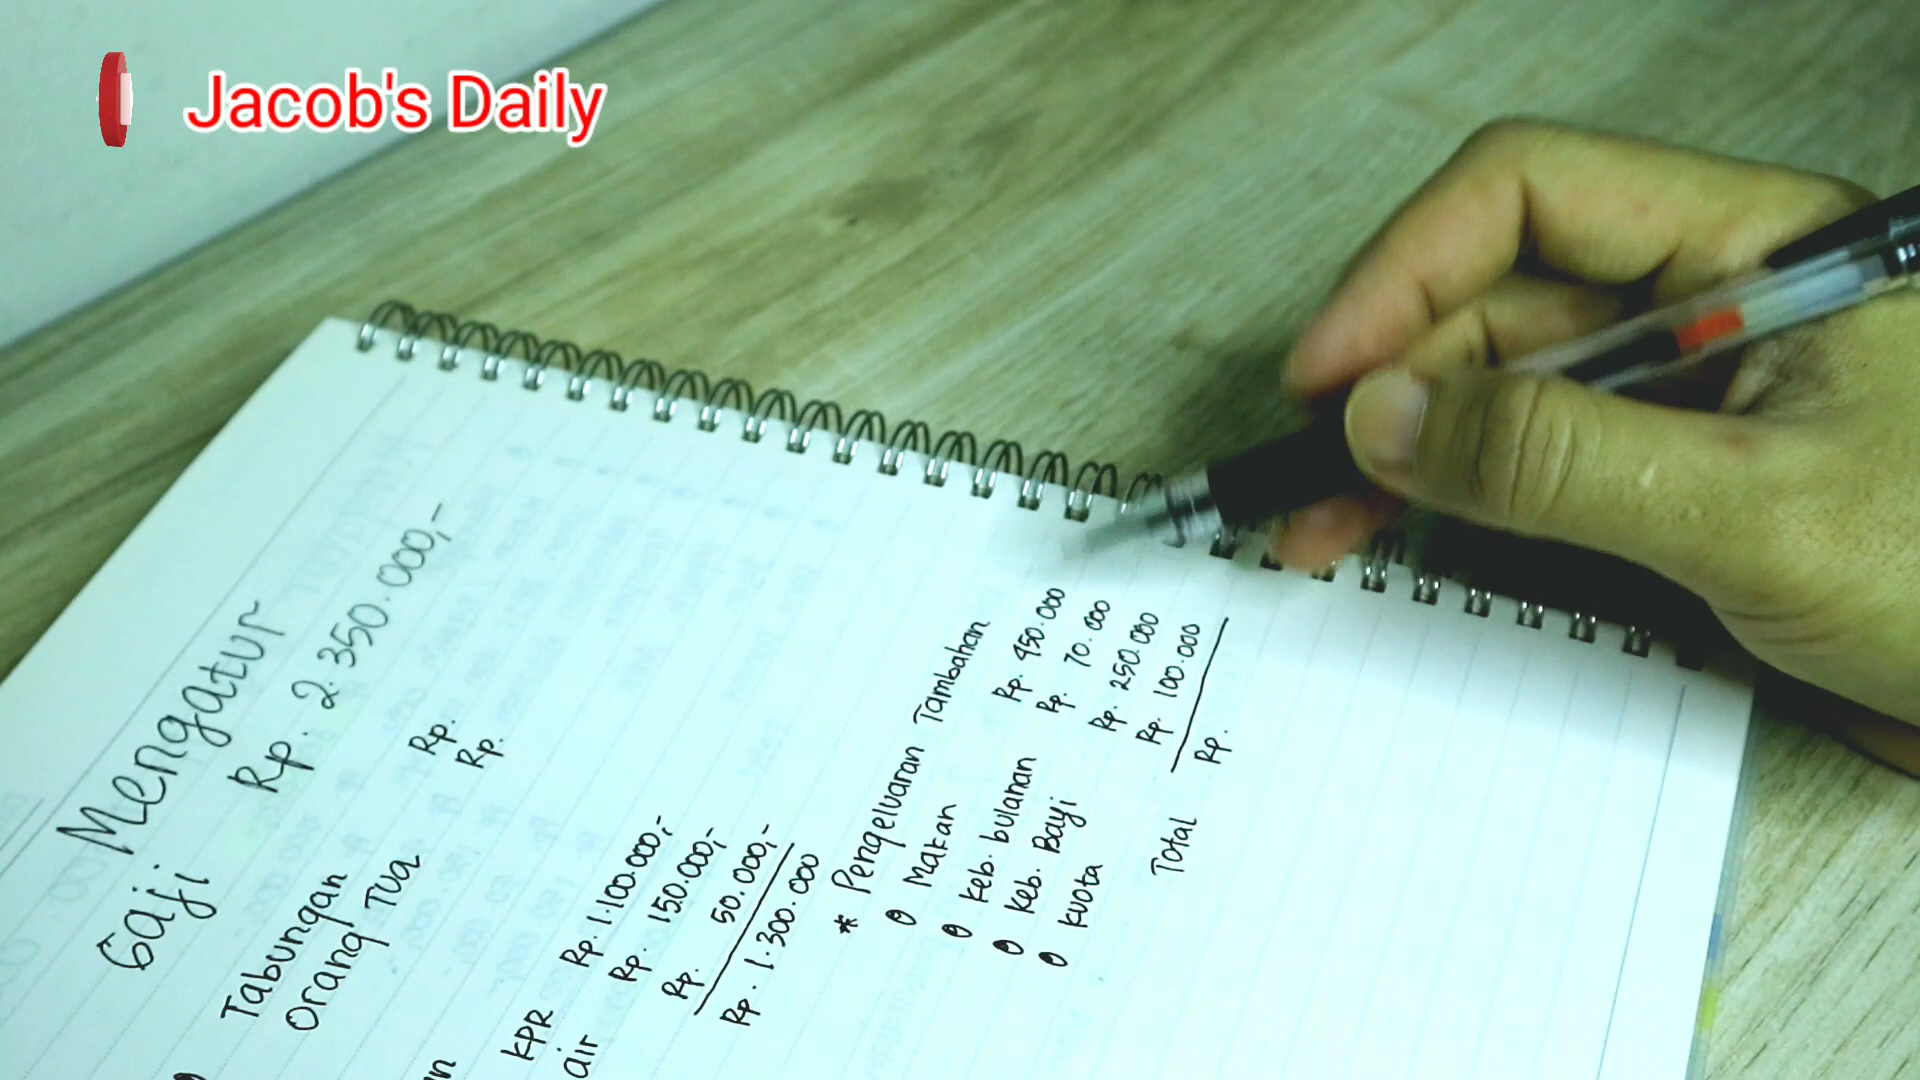 Jacob's Daily
Mengatur
Gaji Rp. 2.350.000,-
Tabungan Rp.
Orang Tua Rp.
KPR Rp. 1.100.000,-
air Rp. 150.000,-
Rp. 50.000,-
Rp. 1.300.000
* Pengeluaran Tambahan
Makan Rp. 450.000
Keb. bulanan Rp. 70.000
Keb. Bayi Rp. 250.000
Kuota Rp. 100.000
Total Rp.